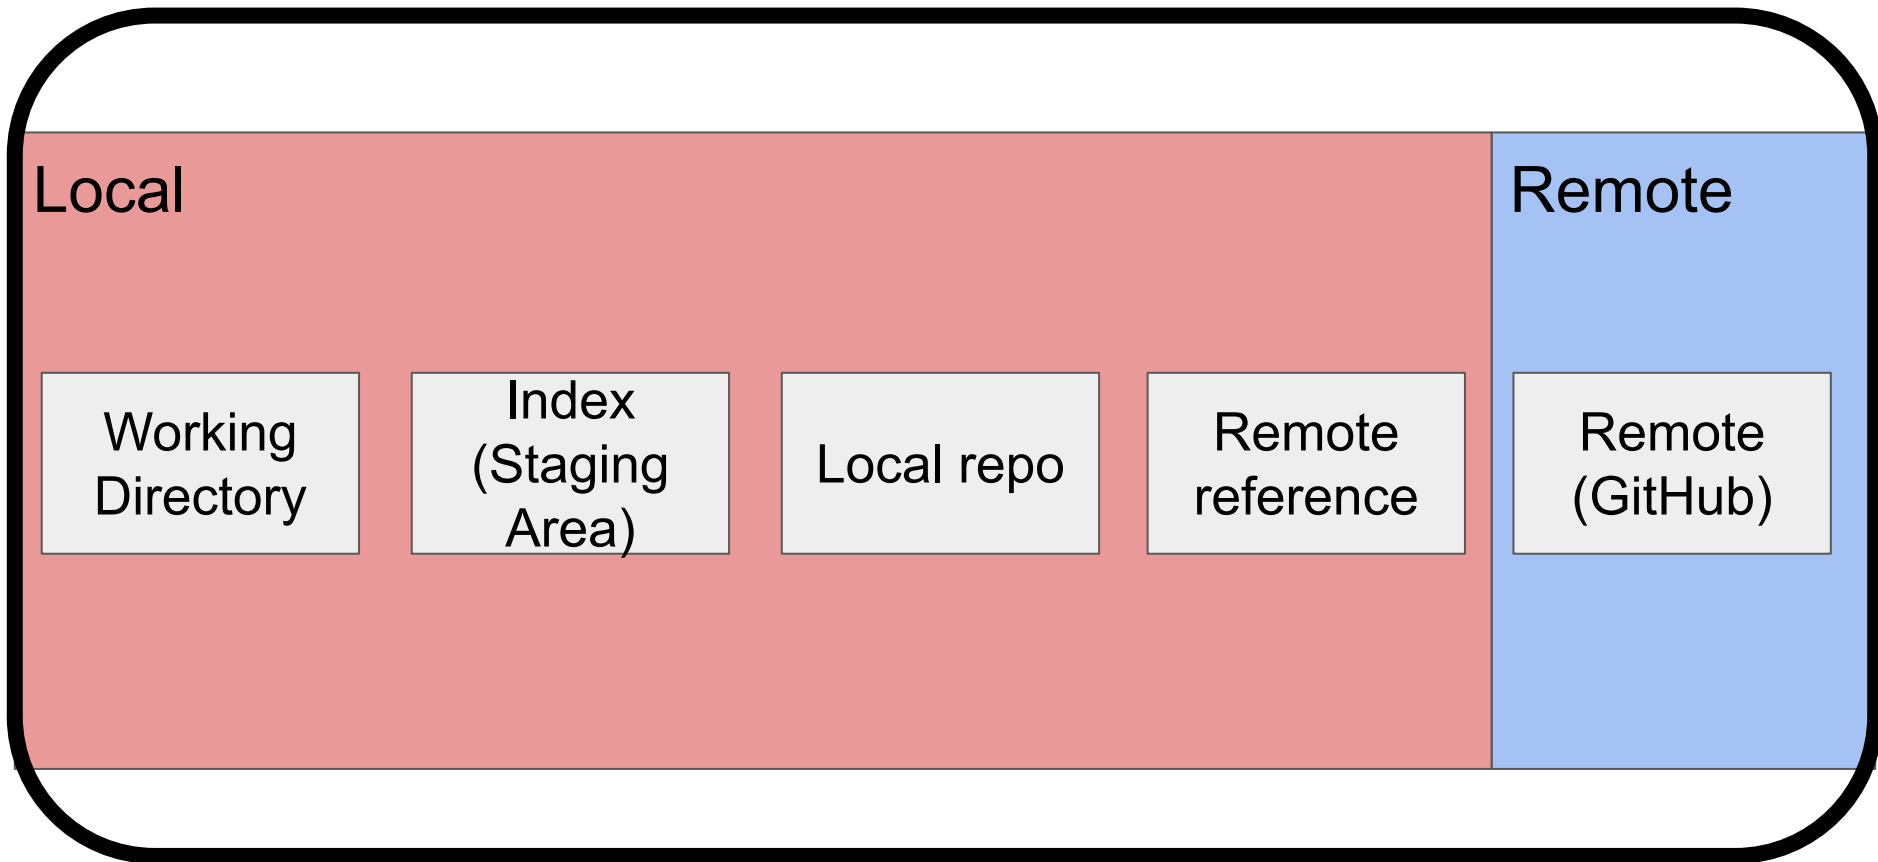 Local
Remote
Working
Directory
Index
(Staging
Area)
Local repo
Remote
reference
Remote
(GitHub)